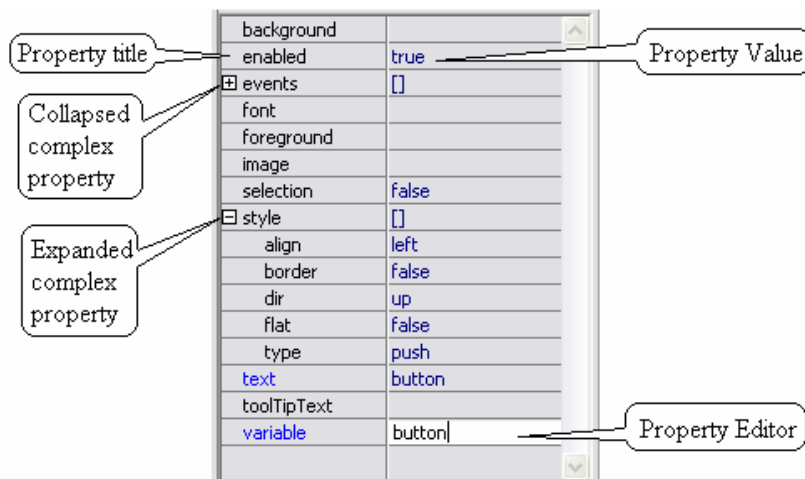 background
Property title
enabled
true
Property Value
events
[]
Collapsed
complex
property
font
foreground
image
selection
false
style
[]
Expanded
complex
property
align
left
border
false
dir
up
flat
false
type
push
text
button
toolTipText
variable
button
Property Editor